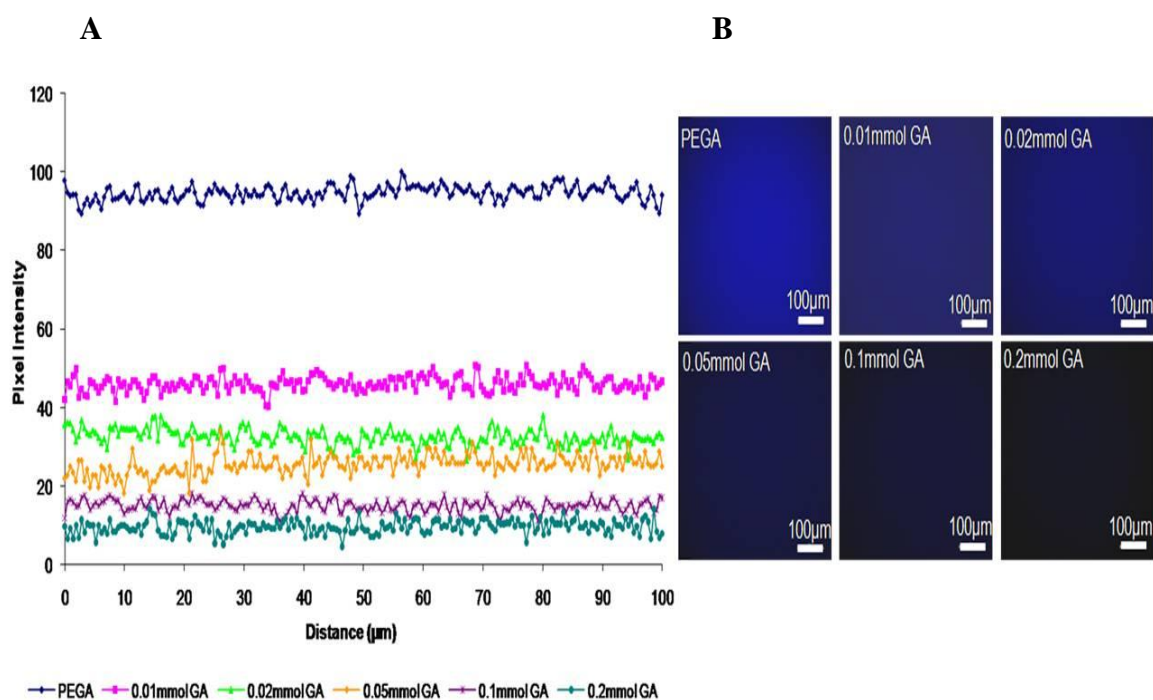 A
B
120
100
80
60
40
20
0
Pixel Intensity
0 10 20 30 40 50 60 70 80 90 100
Distance (µm)
PEGA 0.01mmol GA 0.02mmol GA 0.05mmol GA 0.1mmol GA 0.2mmol GA
PEGA 0.01mmol GA 0.02mmol GA
100µm 100µm 100µm
0.05mmol GA 0.1mmol GA 0.2mmol GA
100µm 100µm 100µm